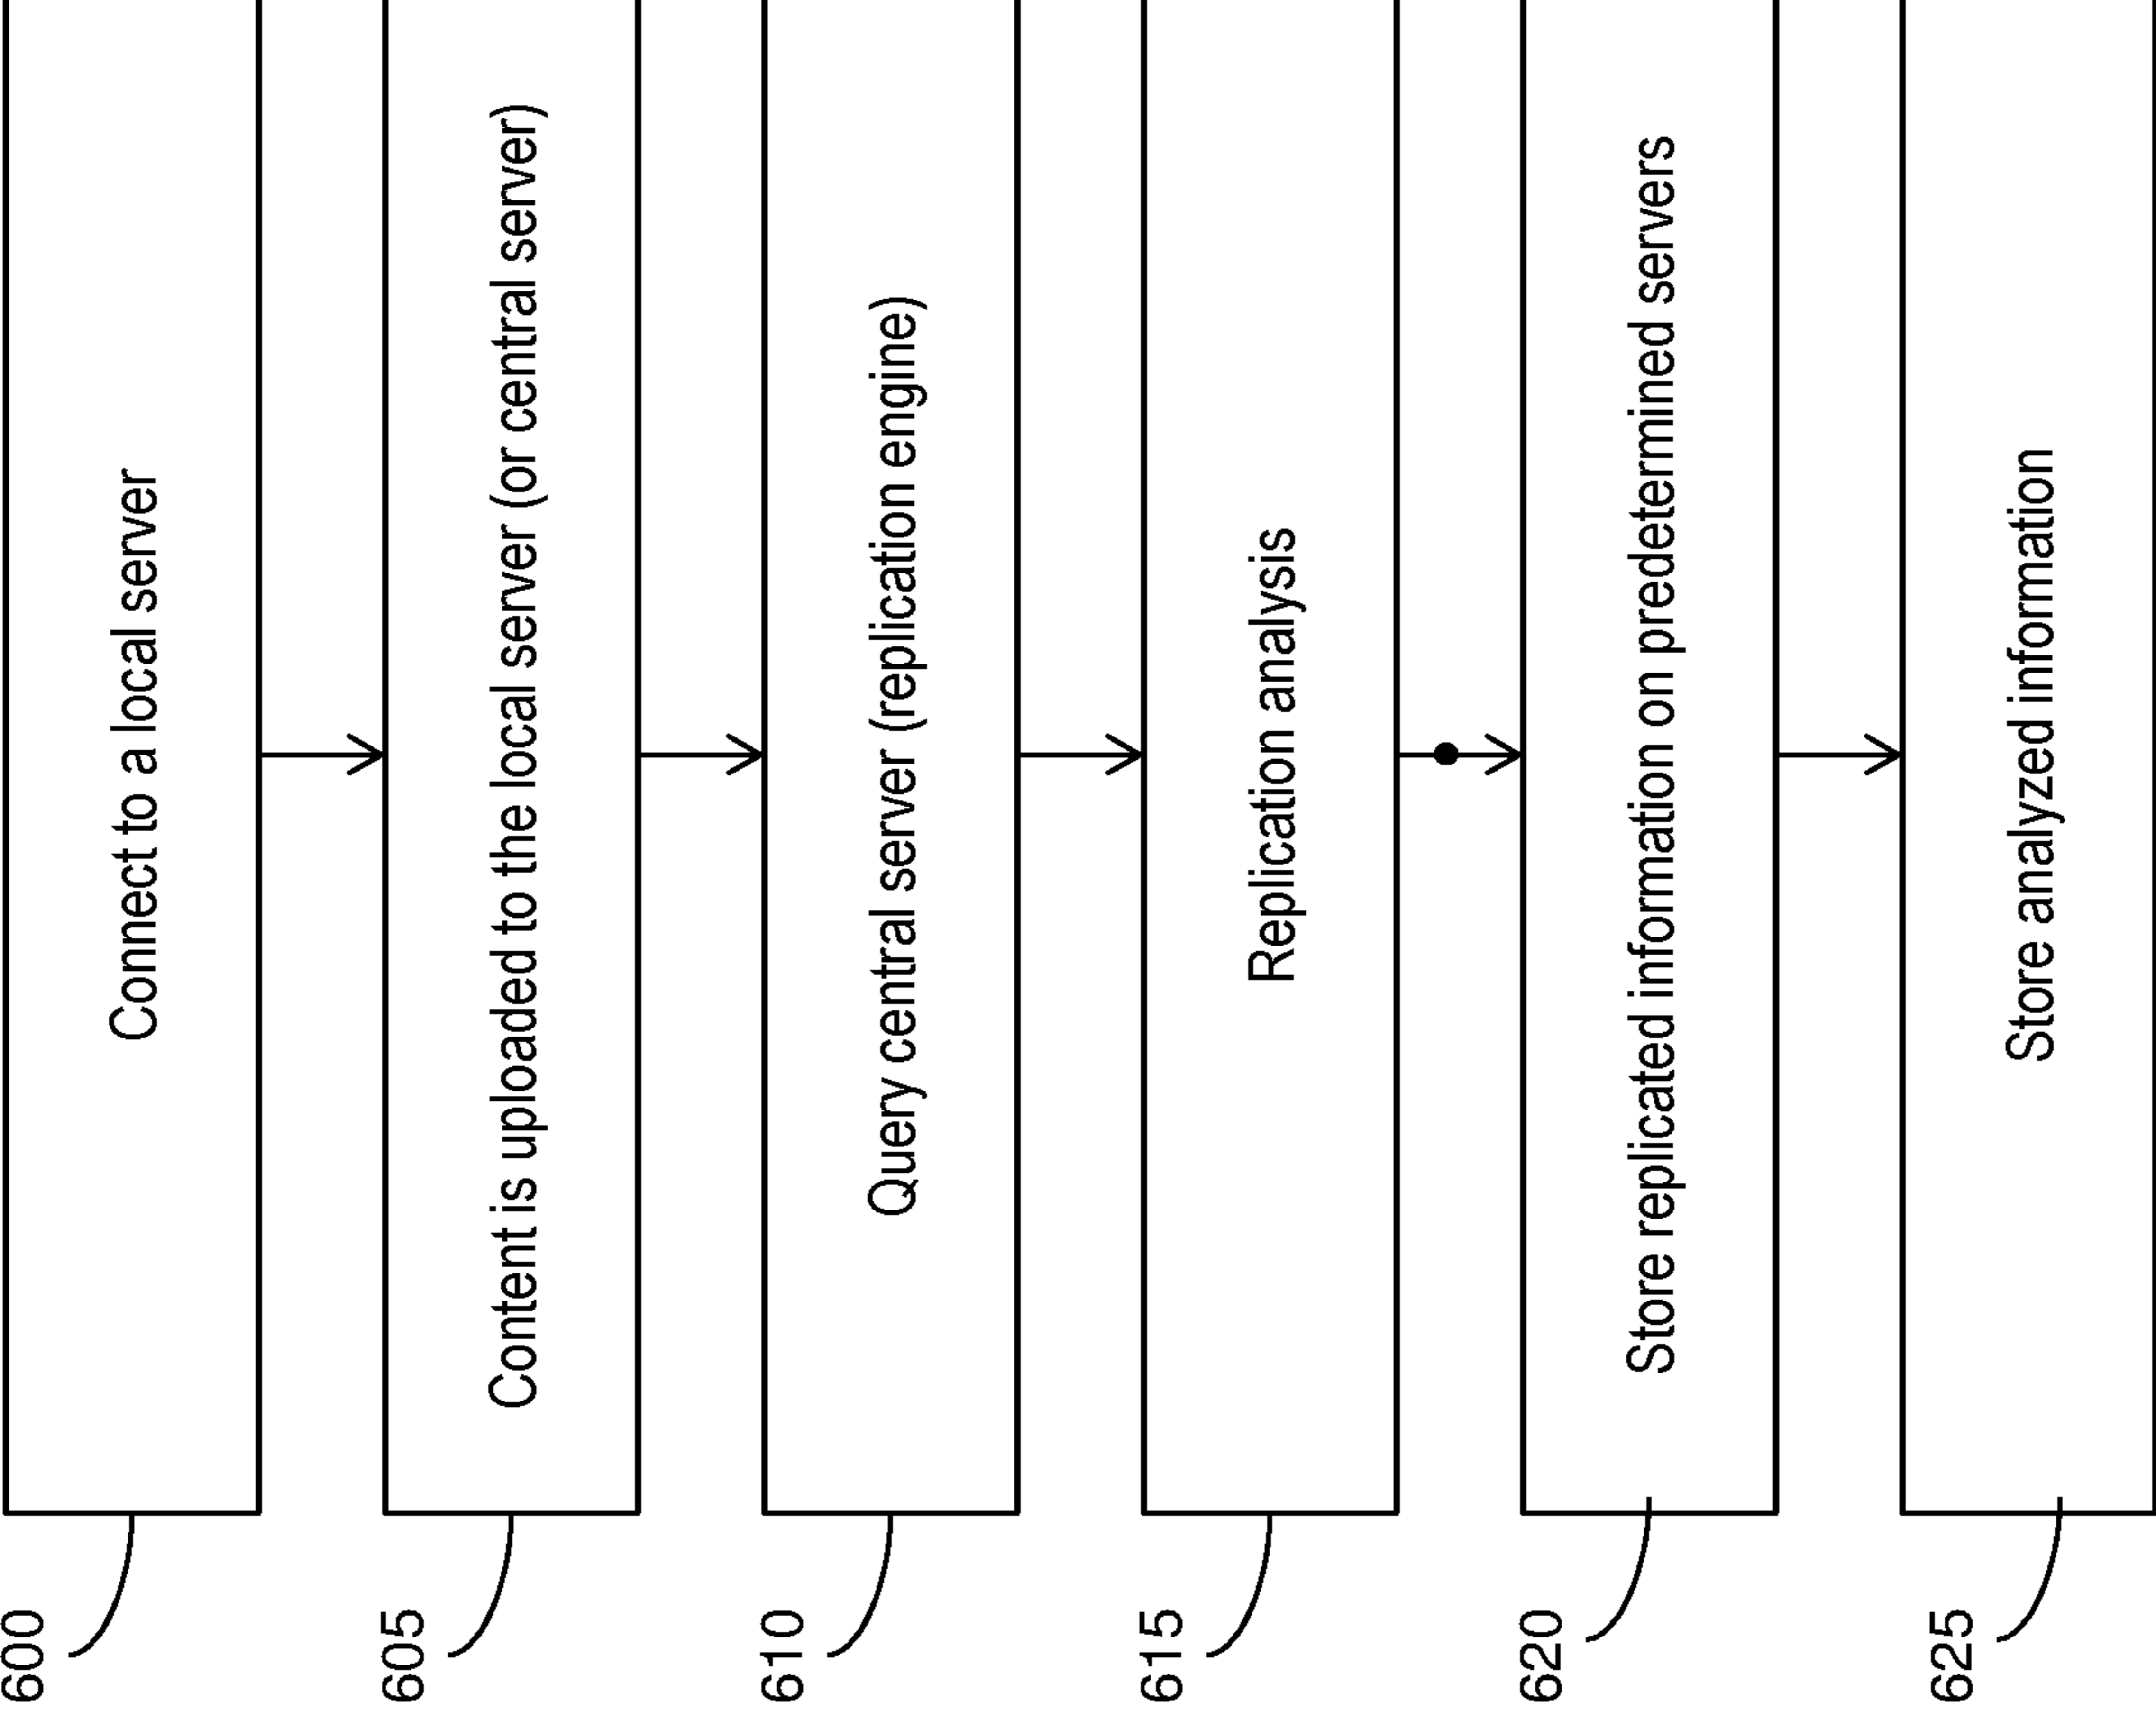 600
Connect to a local server
605
Content is uploaded to the local server (or central server)
610
Query central server (replication engine)
615
Replication analysis
620
Store replicated information on predetermined servers
625
Store analyzed information